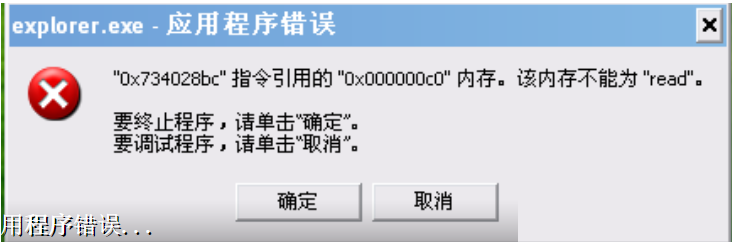 explorer.exe - 应用程序错误
"0x734028bc" 指令引用的 "0x000000c0" 内存。该内存不能为 "read"。
要终止程序，请单击"确定"。
要调试程序，请单击"取消"。
确定 取消
用程序错误...